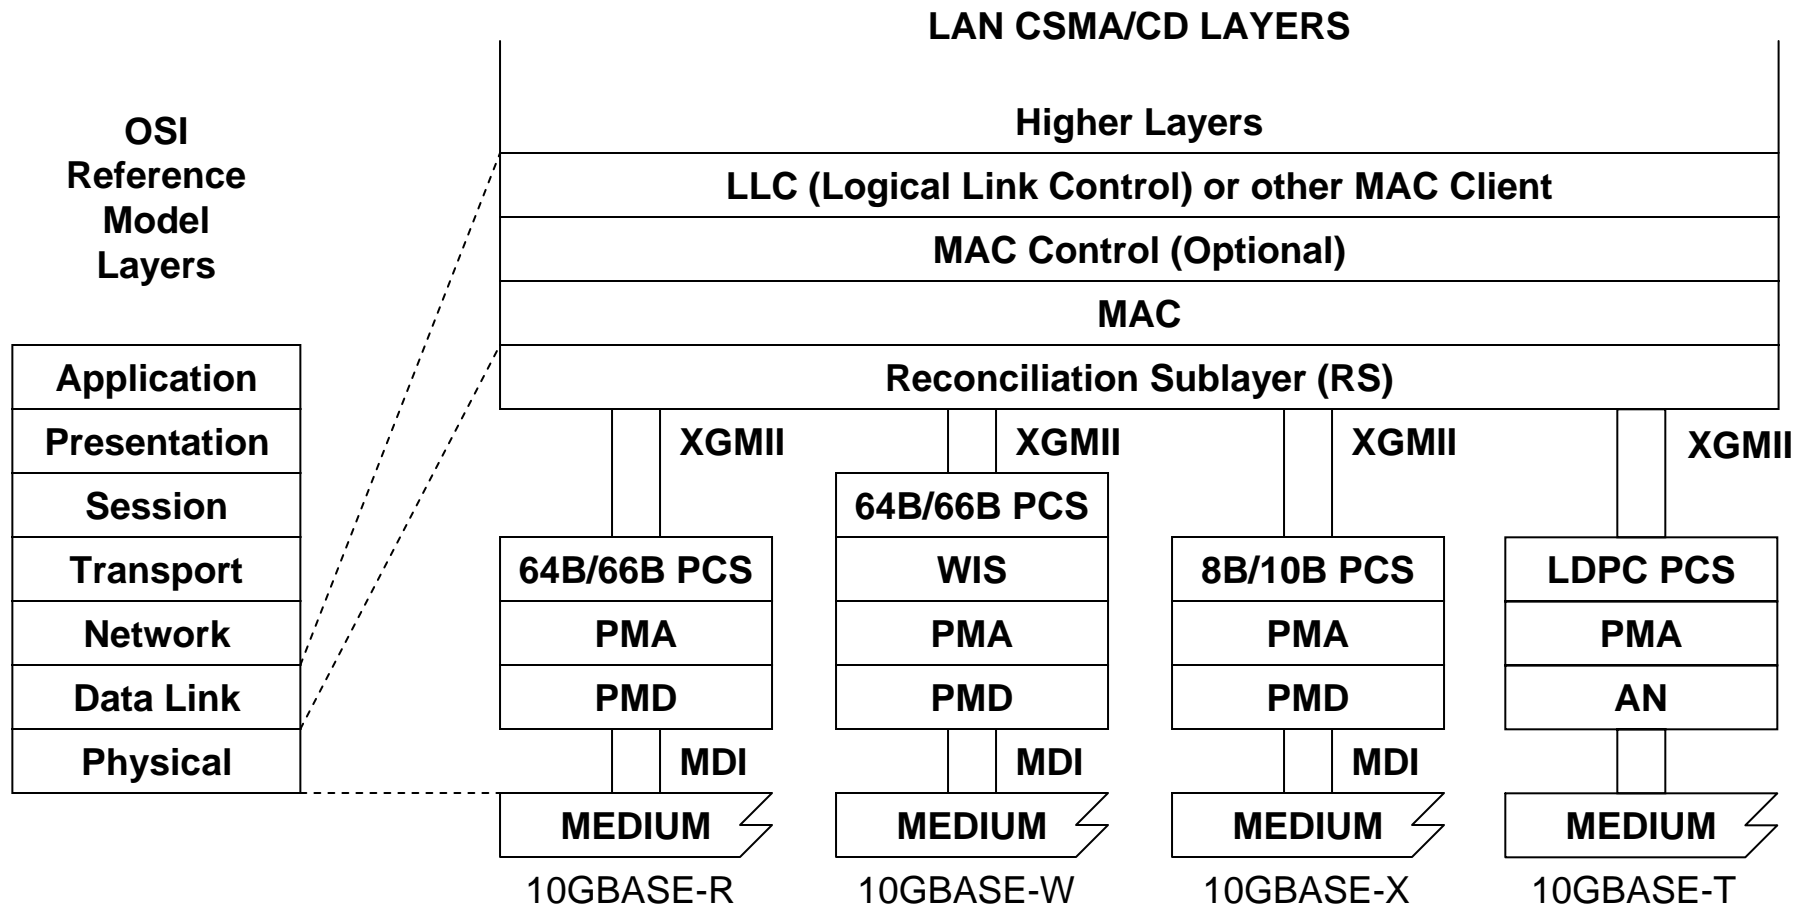 LAN CSMA/CD LAYERS
OSI
Reference
Model
Layers
Higher Layers
LLC (Logical Link Control) or other MAC Client
MAC Control (Optional)
MAC
Reconciliation Sublayer (RS)
Application
Presentation
Session
Transport
Network
Data Link
Physical
XGMII
64B/66B PCS
PMA
PMD
MDI
MEDIUM
10GBASE-R
XGMII
64B/66B PCS
WIS
PMA
PMD
MDI
MEDIUM
10GBASE-W
XGMII
8B/10B PCS
PMA
PMD
MDI
MEDIUM
10GBASE-X
XGMII
LDPC PCS
PMA
AN
MEDIUM
10GBASE-T